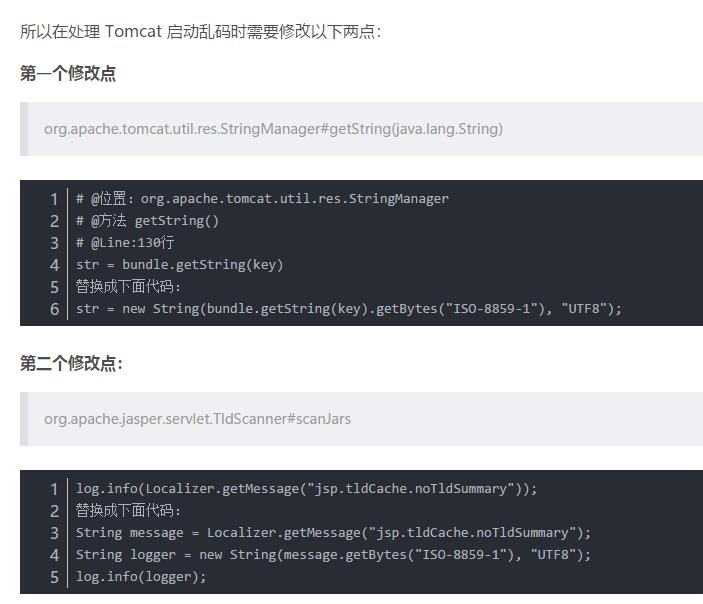 所以在处理 Tomcat 启动乱码时需要修改以下两点：
第一个修改点
org.apache.tomcat.util.res.StringManager#getString(java.lang.String)
1 # @位置：org.apache.tomcat.util.res.StringManager
2 # @方法 getString()
3 # @Line:130行
4 str = bundle.getString(key)
5 替换成下面代码：
6 str = new String(bundle.getString(key).getBytes("ISO-8859-1"), "UTF8");
第二个修改点：
org.apache.jasper.servlet.TldScanner#scanJars
1 log.info(Localizer.getMessage("jsp.tldCache.noTldSummary"));
2 替换成下面代码：
3 String message = Localizer.getMessage("jsp.tldCache.noTldSummary");
4 String logger = new String(message.getBytes("ISO-8859-1"), "UTF8");
5 log.info(logger);